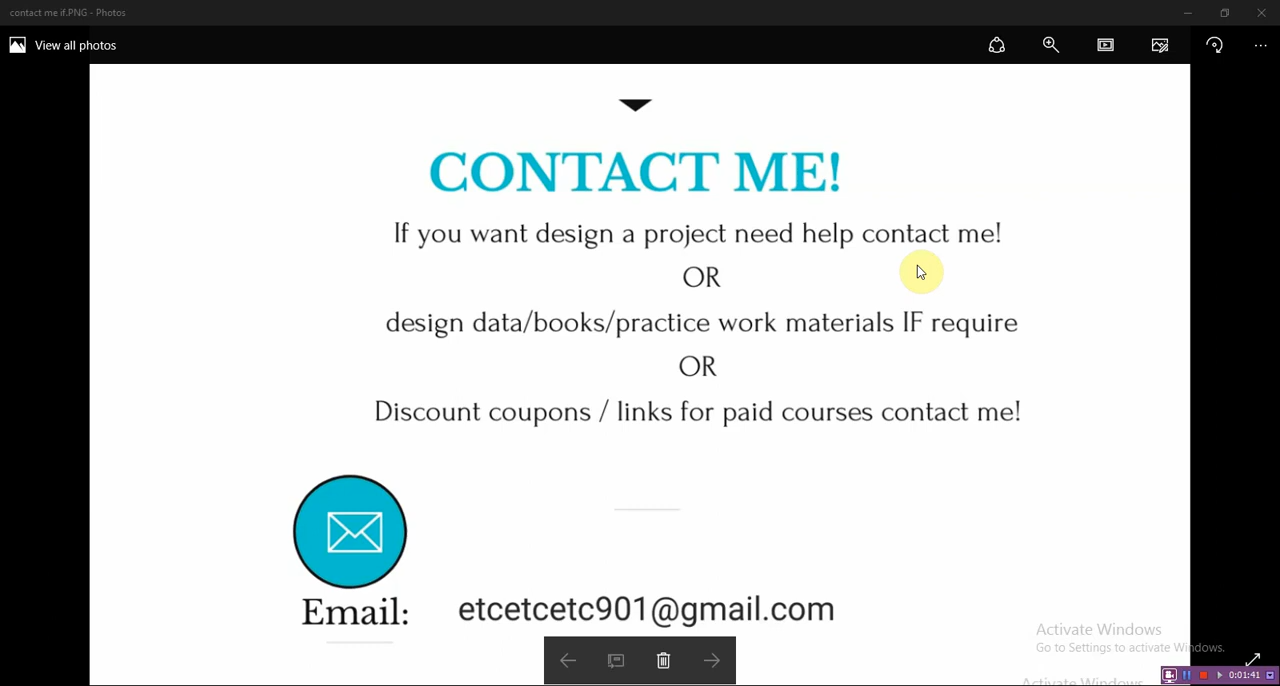 contact me if.PNG - Photos
View all photos
CONTACT ME!
If you want design a project need help contact me!
OR
design data/books/practice work materials IF require
OR
Discount coupons / links for paid courses contact me!
Email: etcetcetc901@gmail.com
Activate Windows
Go to Settings to activate Windows.
Activate Windows
0:01:41